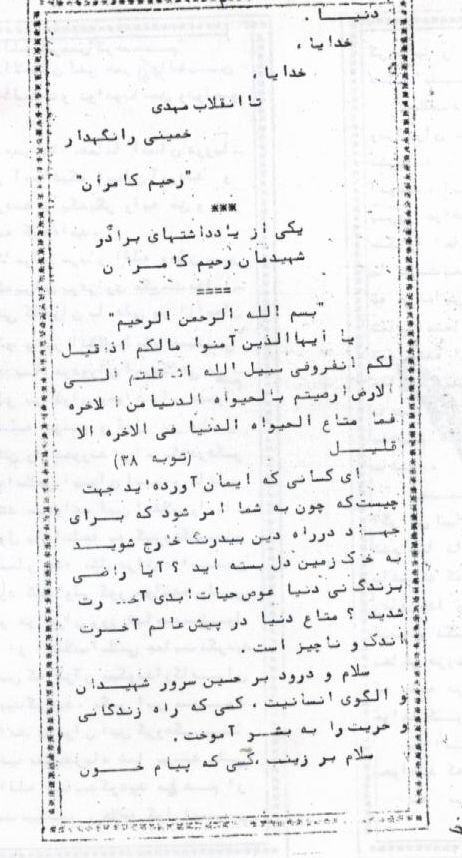 دنیا .
خدایا ،
خدایا ،
تا انقلاب مهدی
خمینی را نگهدار
"رحیم کامران"
***
یکی از یادداشتهای برادر
شهیدمان رحیم کامران
====
"بسم الله الرحمن الرحیم"
یا ایهاالذین آمنوا مالکم اذ قیل
لکم انفروفی سبیل الله اثاقلتم الی
الارض ارضیتم بالحیواه الدنیا من الاخره
فما متاع الحیواه الدنیا فی الاخره الا
قلیل (توبه ۳۸)
ای کسانی که ایمان آورده اید جهت
چیست که چون به شما امر شود که برای
جهاد در راه دین بیدرنگ خارج شوید
به خاک زمین دل بسته اید ؟ آیا راضی
بزندگانی دنیا عوض حیات ابدی آخرت
شدید ؟ متاع دنیا در پیش عالم آخرت
اندک و ناچیز است .
سلام و درود بر حسین سرور شهیدان
و الگوی انسانیت ، کسی که راه زندگانی
و حریت را به بشر آموخت .
سلام بر زینب ، کسی که پیام خون